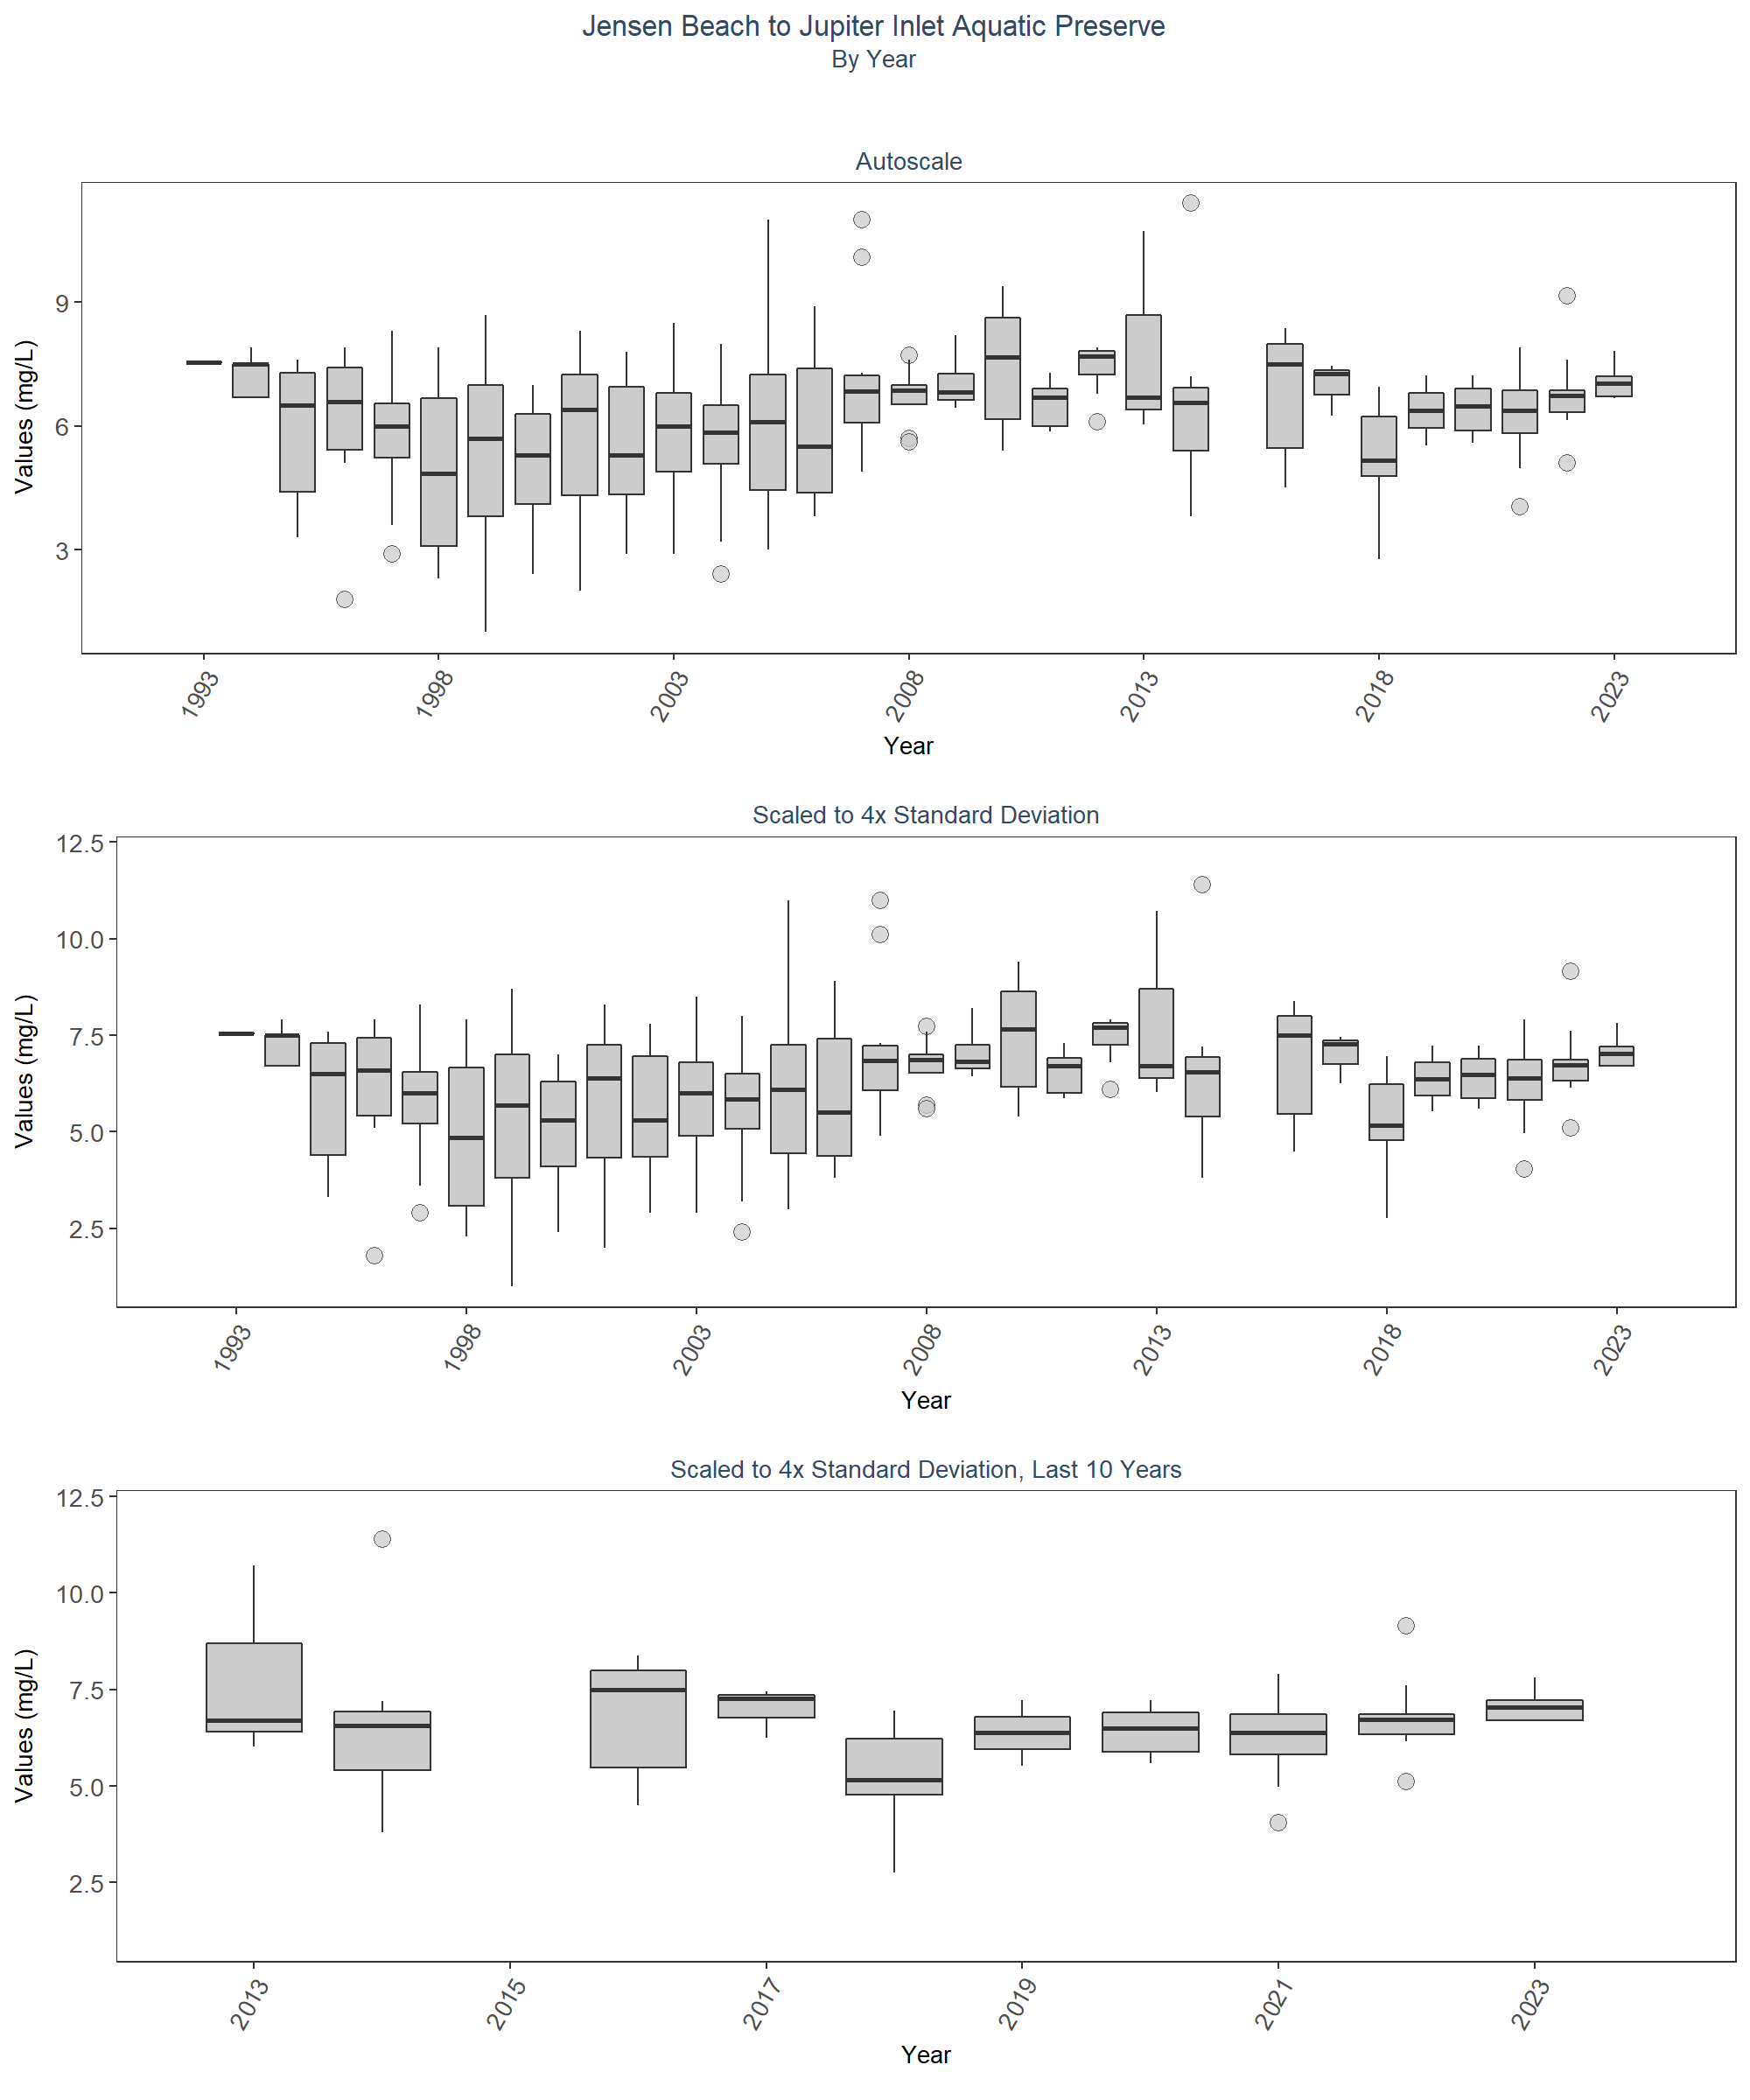 Jensen Beach to Jupiter Inlet Aquatic Preserve
By Year
Autoscale
Values (mg/L)
9
6
3
1993 1998 2003 2008 2013 2018 2023
Year
Scaled to 4x Standard Deviation
Values (mg/L)
12.5
10.0
7.5
5.0
2.5
1993 1998 2003 2008 2013 2018 2023
Year
Scaled to 4x Standard Deviation, Last 10 Years
Values (mg/L)
12.5
10.0
7.5
5.0
2.5
2013 2015 2017 2019 2021 2023
Year